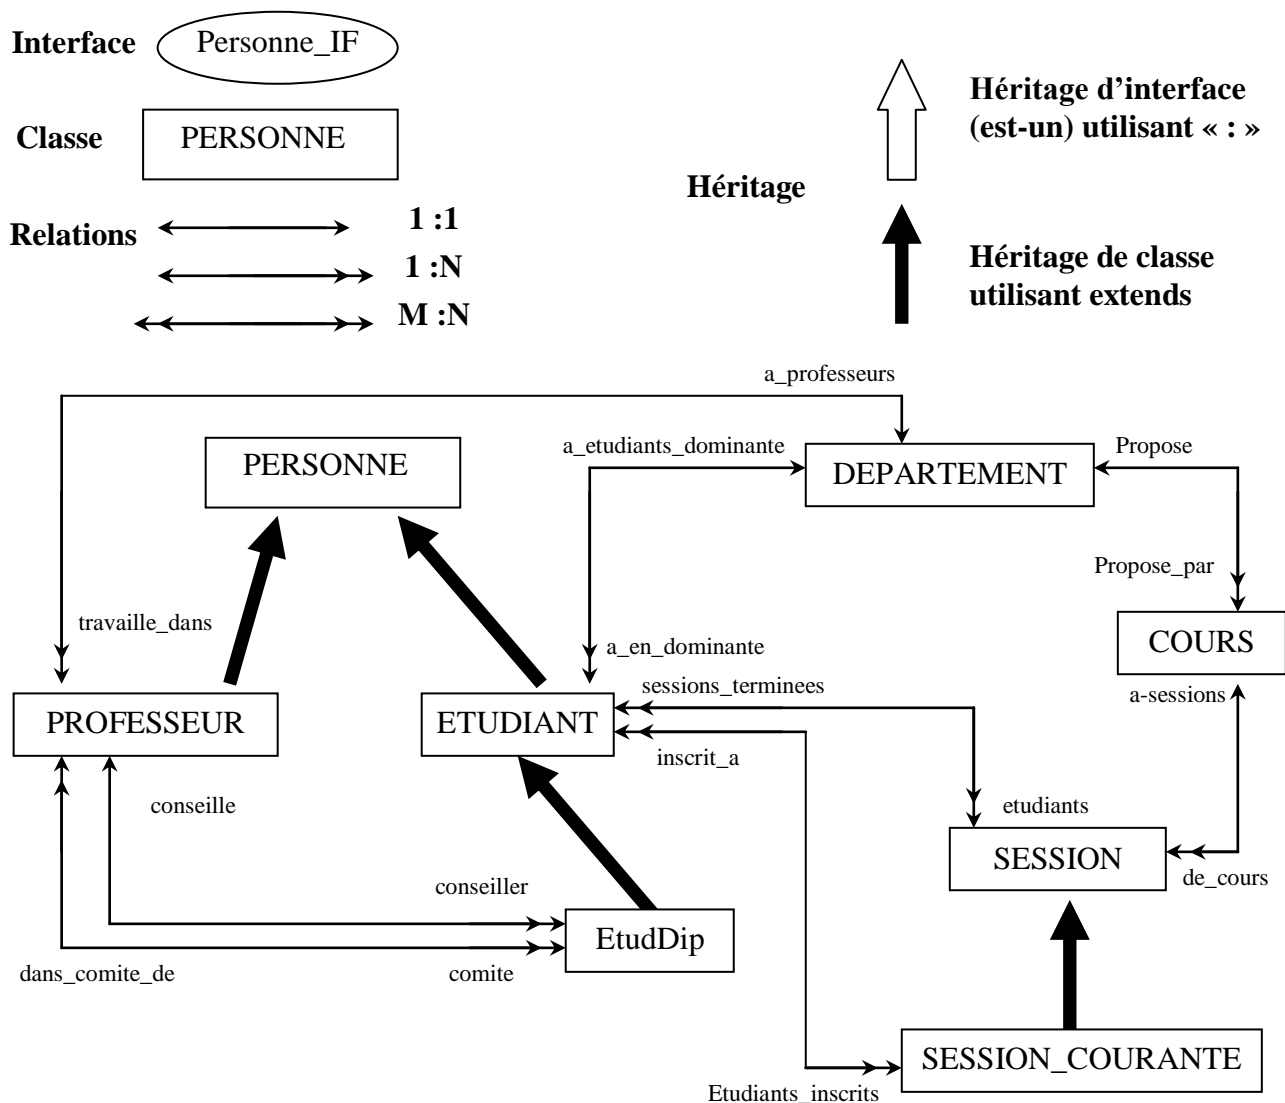 Interface
Personne_IF
Classe
PERSONNE
Relations
1 :1
1 :N
M :N
Héritage
Héritage d’interface
(est-un) utilisant « : »
Héritage de classe
utilisant extends
a_professeurs
PERSONNE
a_etudiants_dominante
DEPARTEMENT
Propose
Propose_par
travaille_dans
a_en_dominante
COURS
sessions_terminees
a-sessions
PROFESSEUR
ETUDIANT
inscrit_a
conseille
etudiants
SESSION
de_cours
conseiller
EtudDip
dans_comite_de
comite
SESSION_COURANTE
Etudiants_inscrits